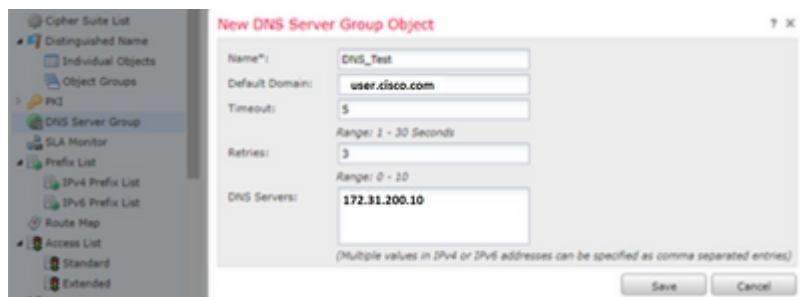 Cipher Suite List
Distinguished Name
Individual Objects
Object Groups
PKI
DNS Server Group
SLA Monitor
Prefix List
IPv4 Prefix List
IPv6 Prefix List
Route Map
Access List
Standard
Extended
New DNS Server Group Object
? X
Name*: DNS_Test
Default Domain: user.cisco.com
Timeout: 5
Range: 1 - 30 Seconds
Retries: 3
Range: 0 - 10
DNS Servers: 172.31.200.10
(Multiple values in IPv4 or IPv6 addresses can be specified as comma separated entries)
Save Cancel